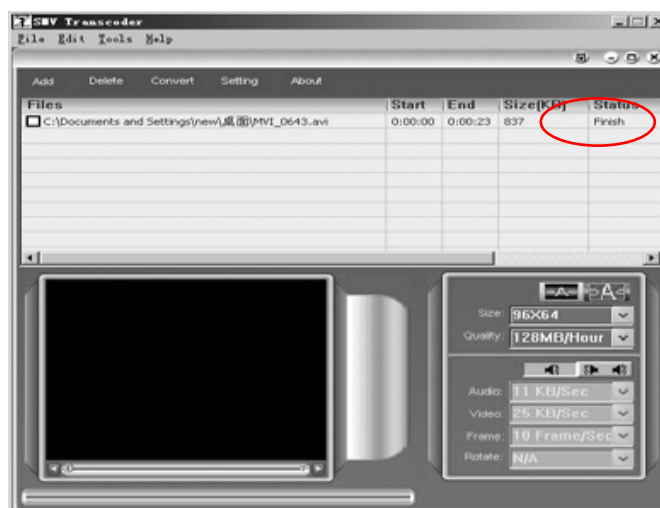 SMV Transcoder
File Edit Tools Help
Add Delete Convert Setting About
Files Start End Size(KB) Status
C:\Documents and Settings\new\桌面\MVI_0643.avi 0:00:00 0:00:23 837 Finish
Size: 96X64
Quality: 128MB/Hour
Audio: 11 KB/Sec
Video: 25 KB/Sec
Frame: 10 Frame/Sec
Rotate: N/A